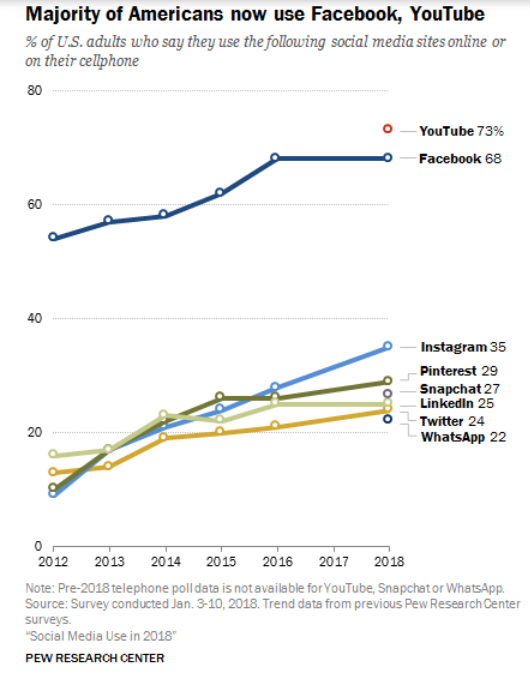 Majority of Americans now use Facebook, YouTube
% of U.S. adults who say they use the following social media sites online or
on their cellphone
80
YouTube 73%
Facebook 68
60
40
Instagram 35
Pinterest 29
Snapchat 27
LinkedIn 25
Twitter 24
WhatsApp 22
20
0
2012 2013 2014 2015 2016 2017 2018
Note: Pre-2018 telephone poll data is not available for YouTube, Snapchat or WhatsApp.
Source: Survey conducted Jan. 3-10, 2018. Trend data from previous Pew Research Center
surveys.
“Social Media Use in 2018”
PEW RESEARCH CENTER